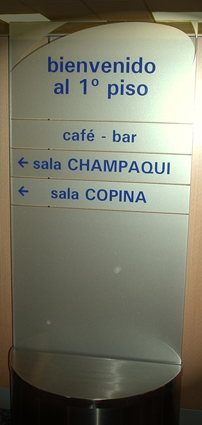 bienvenido
al 1º piso
café - bar
← sala CHAMPAQUI
← sala COPINA